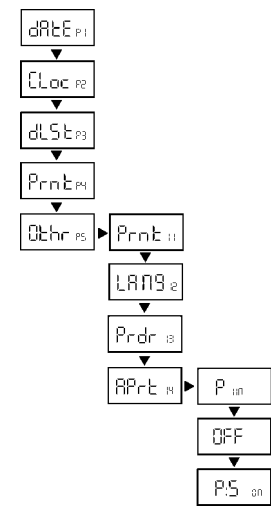 dAtE P1
CLoc P2
dLSt P3
Prnt P4
Othr P5
Prnt 11
LANG 12
Prdr 13
APrt 14
OFF
P:S on